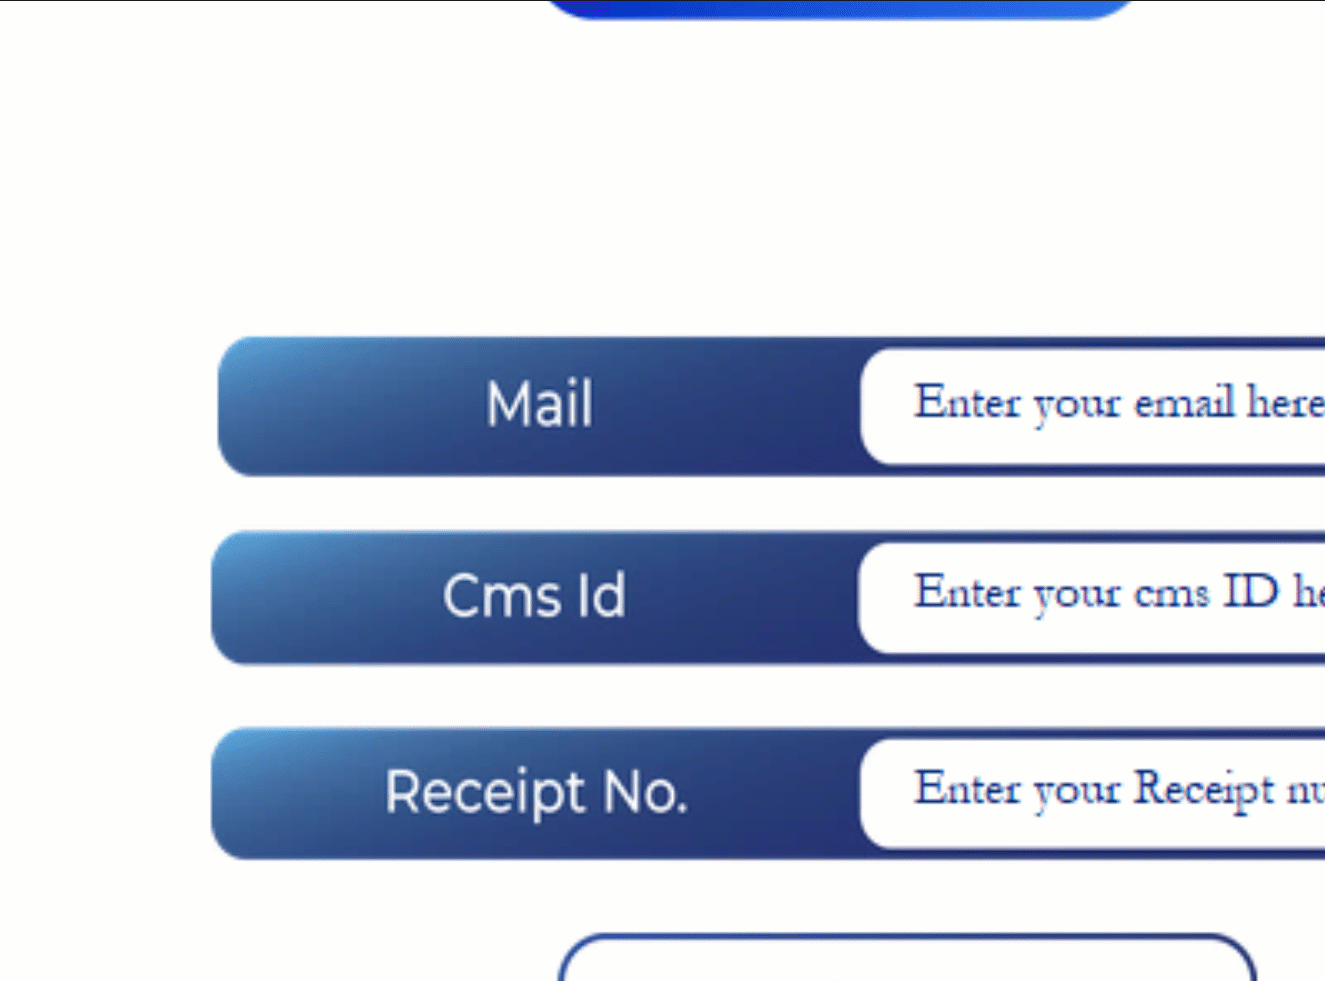 Mail
Enter your email here
Cms Id
Enter your cms ID
Receipt No.
Enter your Receipt